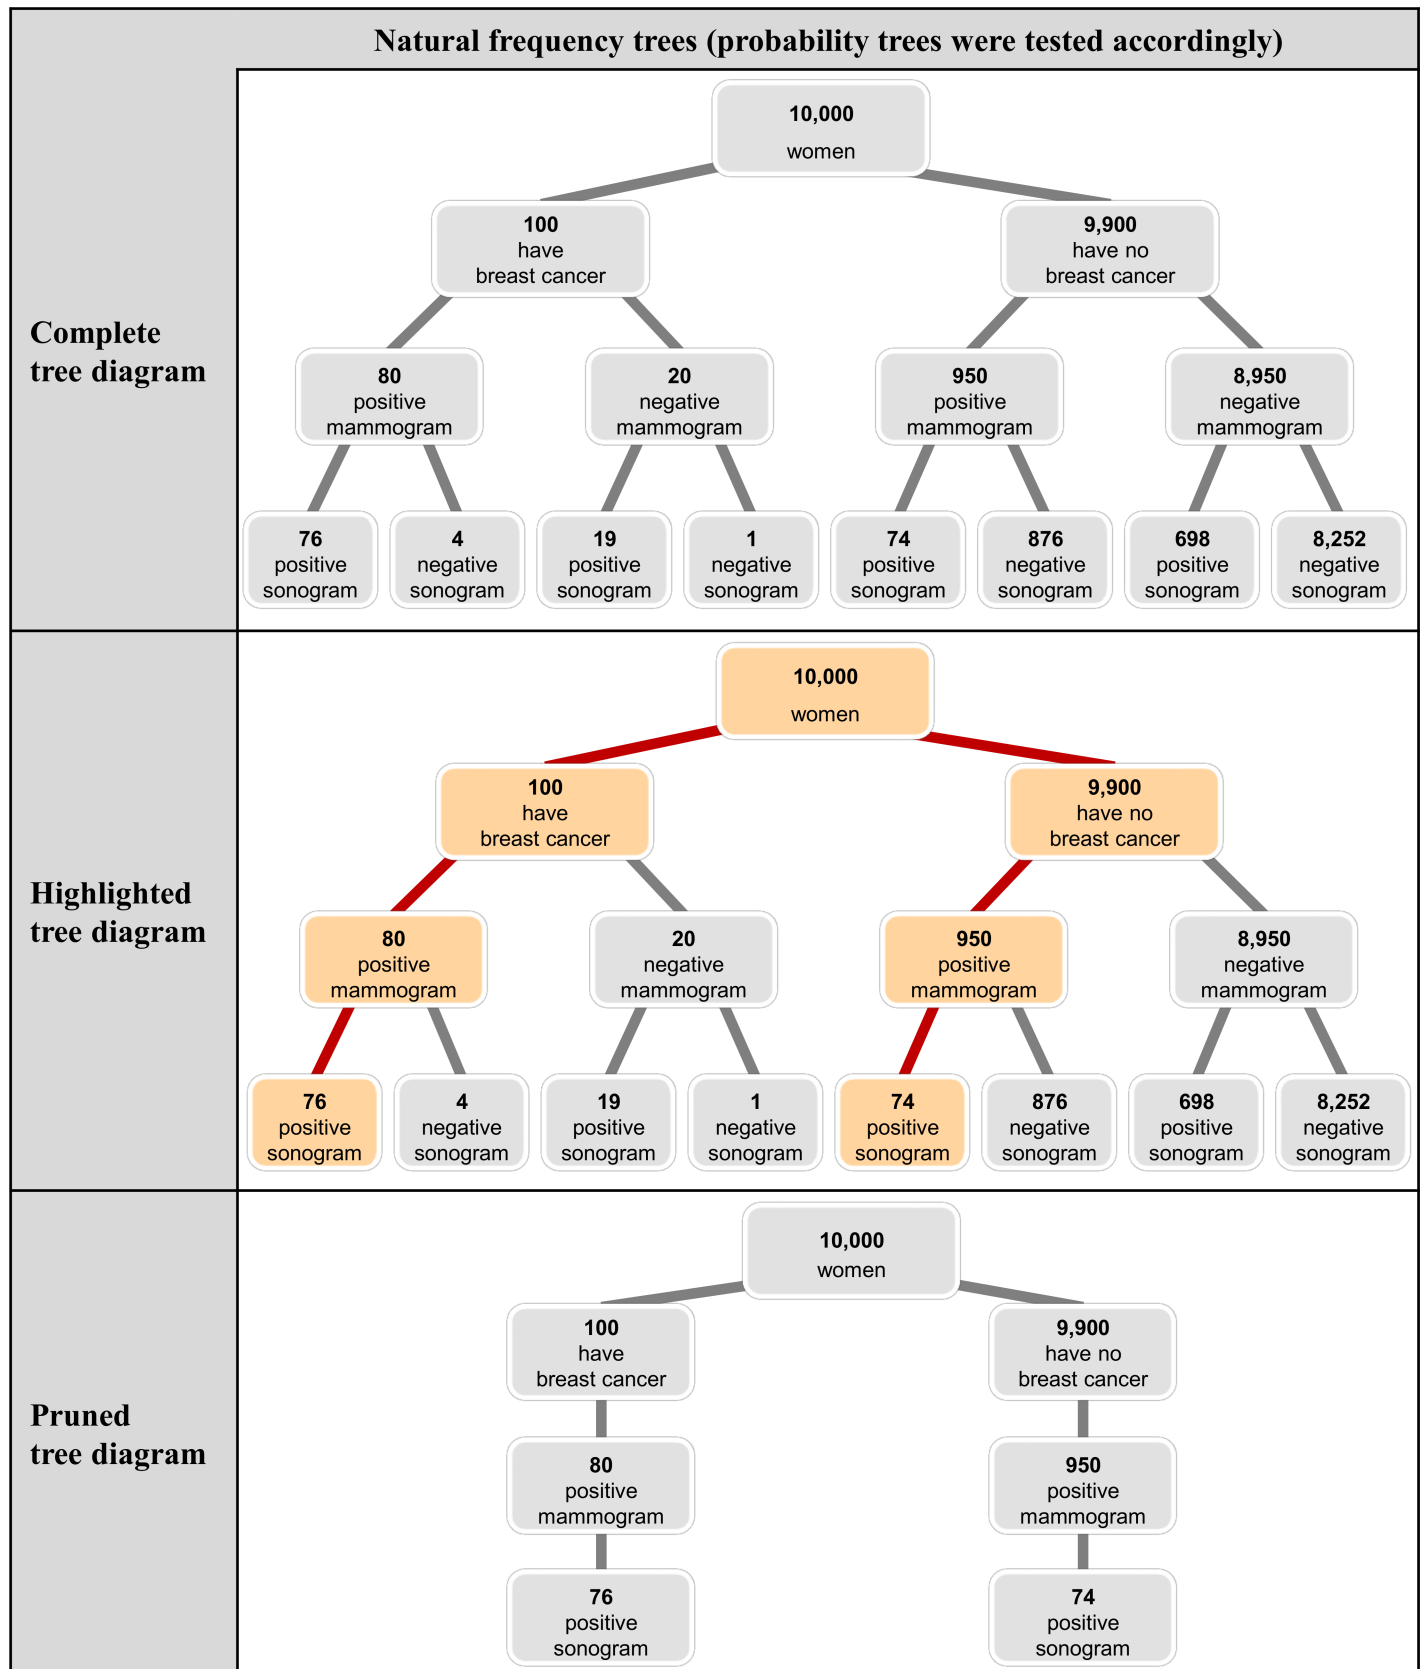 Natural frequency trees (probability trees were tested accordingly)
Complete
tree diagram
10,000
women
100
have
breast cancer
9,900
have no
breast cancer
80
positive
mammogram
20
negative
mammogram
950
positive
mammogram
8,950
negative
mammogram
76
positive
sonogram
4
negative
sonogram
19
positive
sonogram
1
negative
sonogram
74
positive
sonogram
876
negative
sonogram
698
positive
sonogram
8,252
negative
sonogram
Highlighted
tree diagram
10,000
women
100
have
breast cancer
9,900
have no
breast cancer
80
positive
mammogram
20
negative
mammogram
950
positive
mammogram
8,950
negative
mammogram
76
positive
sonogram
4
negative
sonogram
19
positive
sonogram
1
negative
sonogram
74
positive
sonogram
876
negative
sonogram
698
positive
sonogram
8,252
negative
sonogram
Pruned
tree diagram
10,000
women
100
have
breast cancer
9,900
have no
breast cancer
80
positive
mammogram
950
positive
mammogram
76
positive
sonogram
74
positive
sonogram